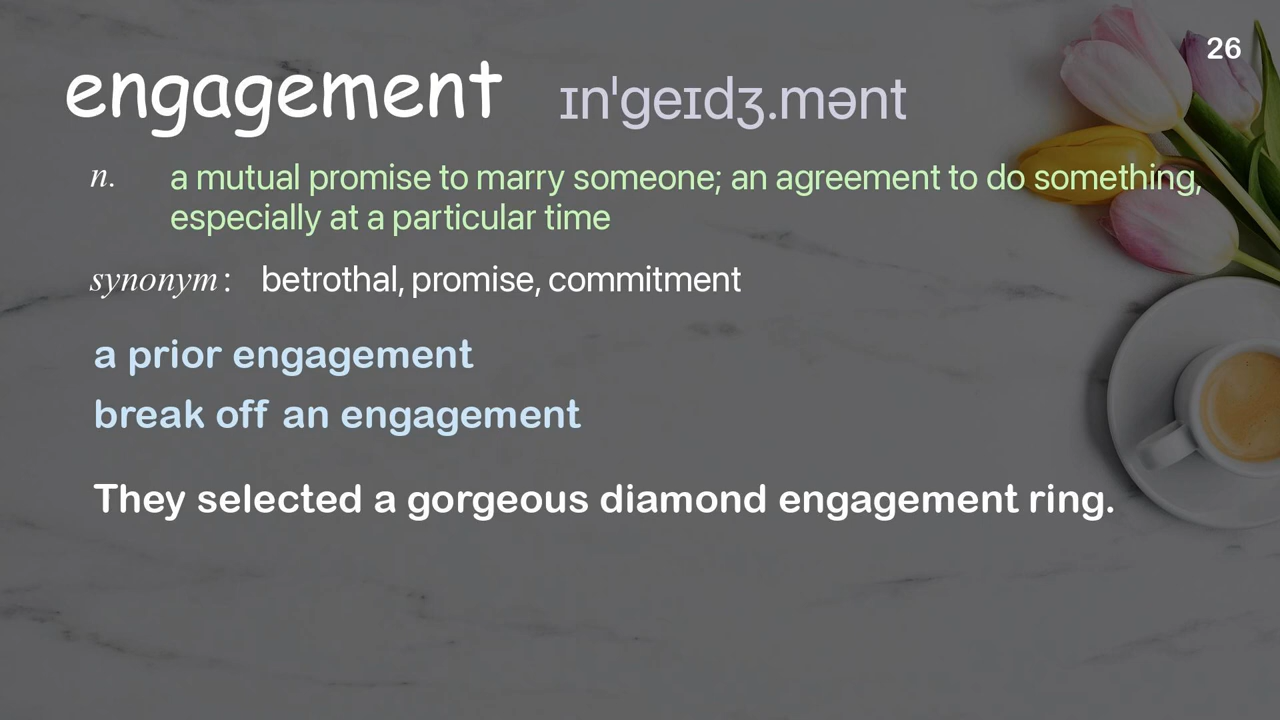 26
engagement ɪnˈɡeɪdʒ.mənt
n. a mutual promise to marry someone; an agreement to do something,
especially at a particular time
synonym: betrothal, promise, commitment
a prior engagement
break off an engagement
They selected a gorgeous diamond engagement ring.